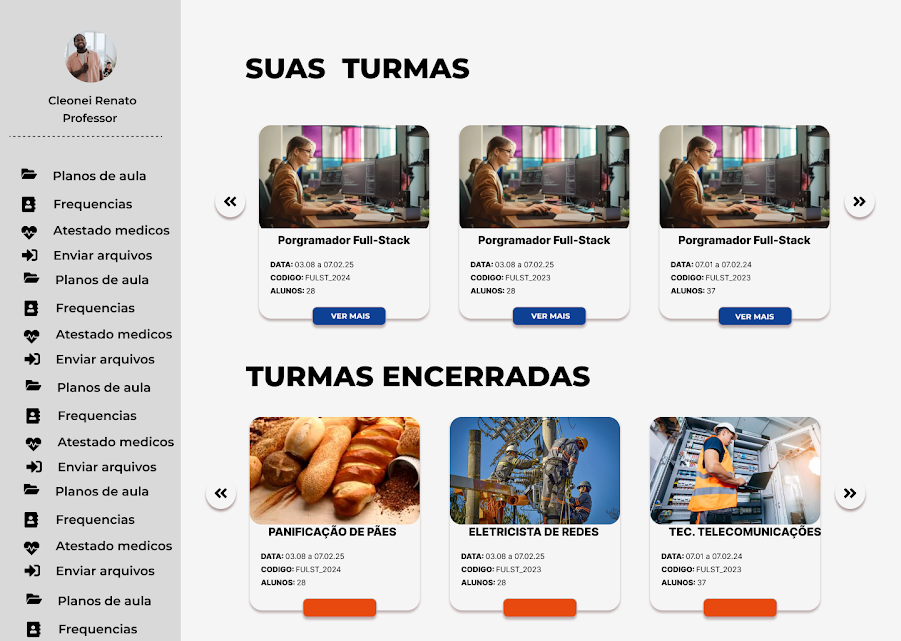 Cleonei Renato
Professor
Planos de aula
Frequencias
Atestado medicos
Enviar arquivos
Planos de aula
Frequencias
Atestado medicos
Enviar arquivos
Planos de aula
Frequencias
Atestado medicos
Enviar arquivos
Planos de aula
Frequencias
Atestado medicos
Enviar arquivos
Planos de aula
Frequencias
SUAS TURMAS
Porgramador Full-Stack
DATA: 03.08 a 07.02.25
CODIGO: FULST_2024
ALUNOS: 28
VER MAIS
Porgramador Full-Stack
DATA: 03.08 a 07.02.25
CODIGO: FULST_2023
ALUNOS: 28
VER MAIS
Porgramador Full-Stack
DATA: 07.01 a 07.02.24
CODIGO: FULST_2023
ALUNOS: 37
VER MAIS
TURMAS ENCERRADAS
PANIFICAÇÃO DE PÃES
DATA: 03.08 a 07.02.25
CODIGO: FULST_2024
ALUNOS: 28
ELETRICISTA DE REDES
DATA: 03.08 a 07.02.25
CODIGO: FULST_2023
ALUNOS: 28
TEC. TELECOMUNICAÇÕES
DATA: 07.01 a 07.02.24
CODIGO: FULST_2023
ALUNOS: 37